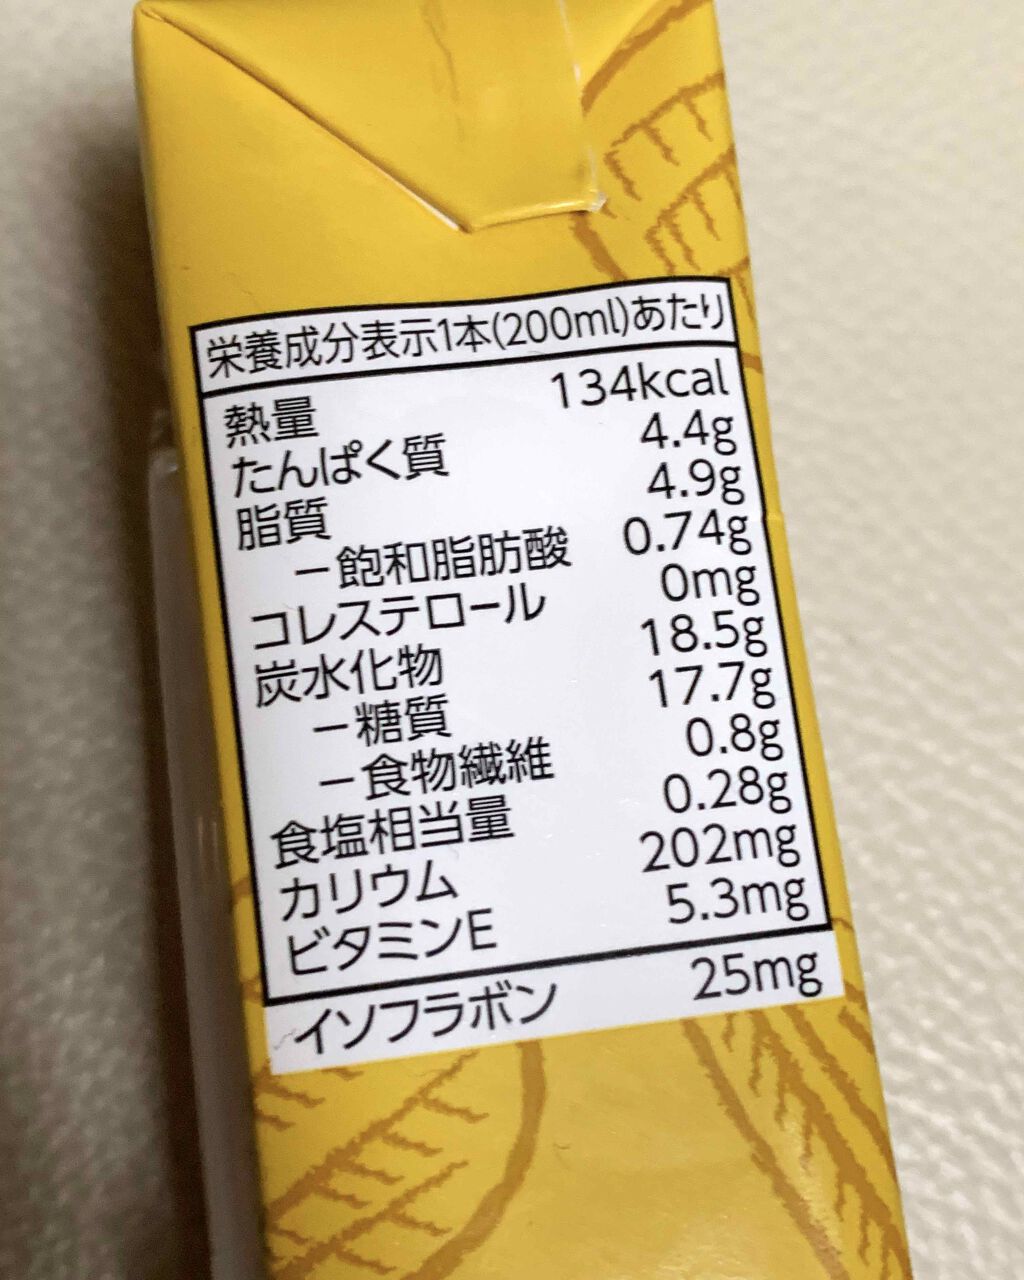 栄養成分表示1本(200ml)あたり
熱量 134kcal
たんぱく質 4.4g
脂質 4.9g
ー飽和脂肪酸 0.74g
コレステロール 0mg
炭水化物 18.5g
ー糖質 17.7g
ー食物繊維 0.8g
食塩相当量 0.28g
カリウム 202mg
ビタミンE 5.3mg
イソフラボン 25mg